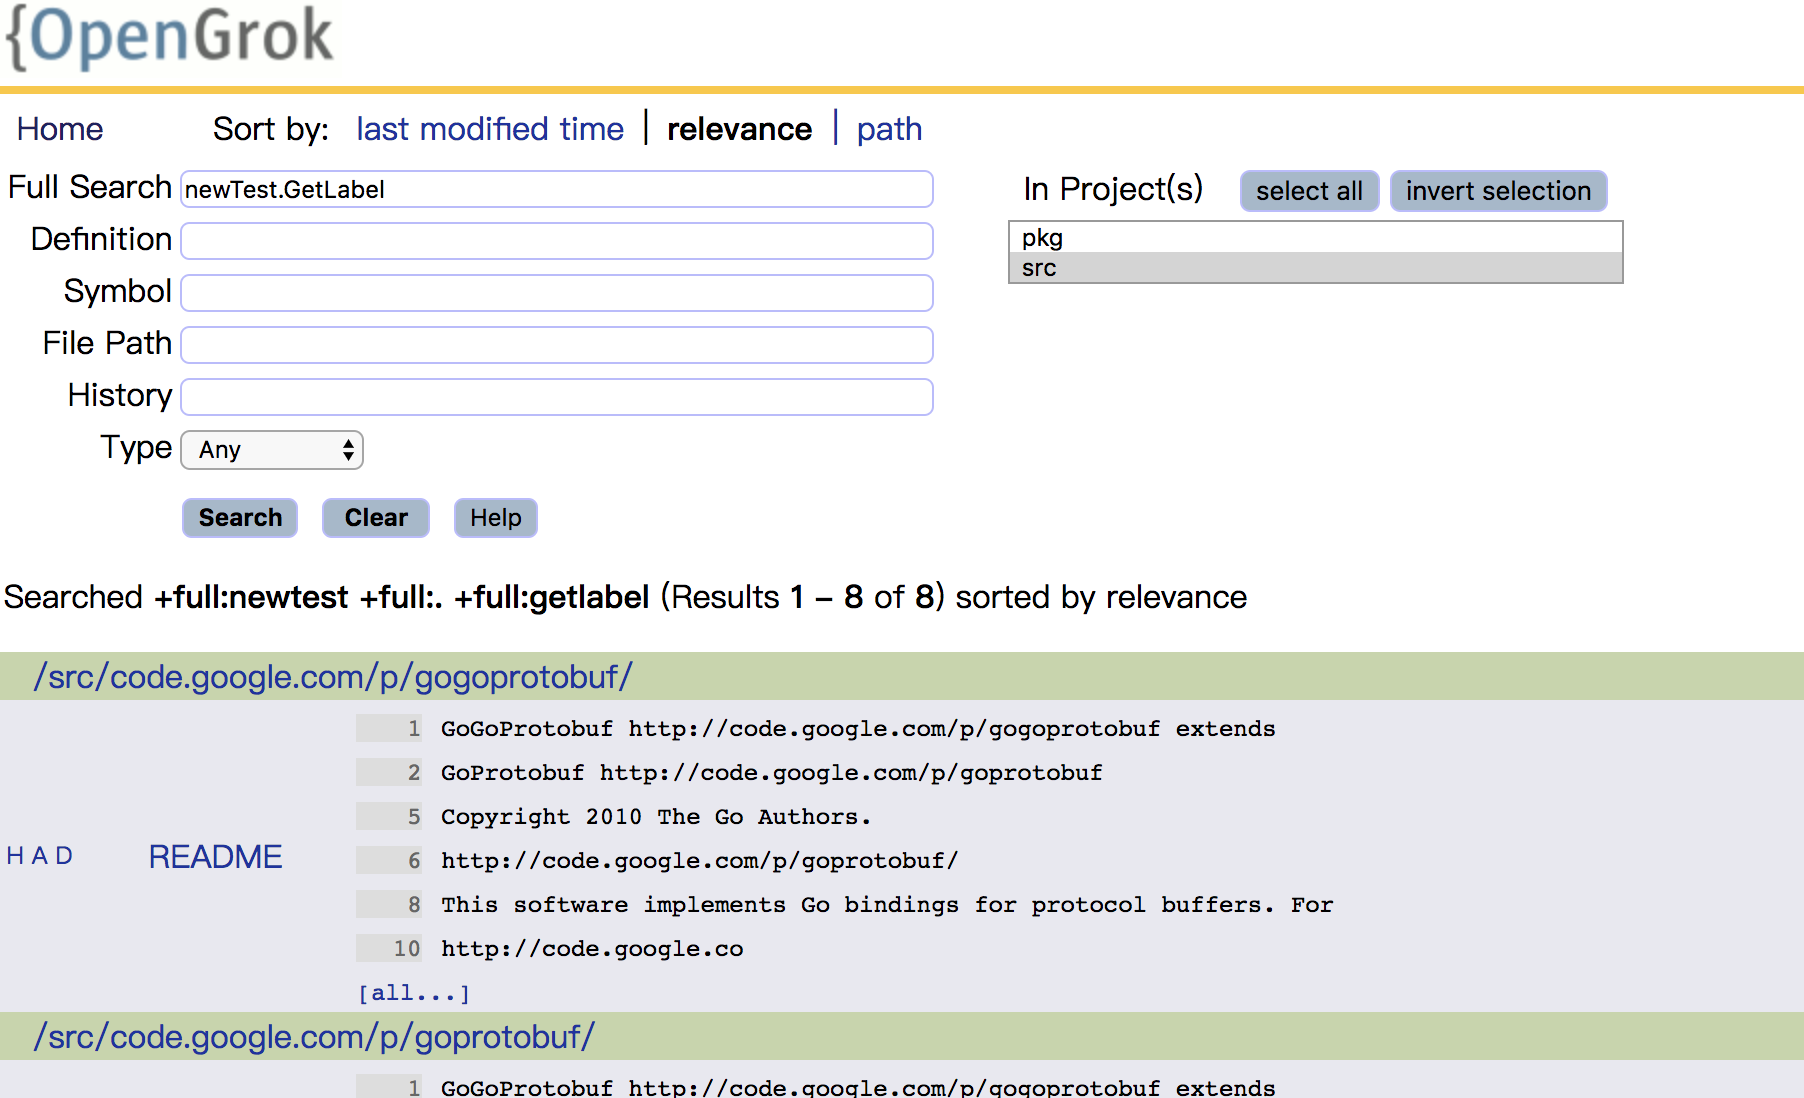 {OpenGrok
Home Sort by: last modified time | relevance | path
Full Search newTest.GetLabel In Project(s) select all invert selection
Definition pkg
src
Symbol
File Path
History
Type Any
Search Clear Help
Searched +full:newtest +full:. +full:getlabel (Results 1 – 8 of 8) sorted by relevance
/src/code.google.com/p/gogoprotobuf/
1 GoGoProtobuf http://code.google.com/p/gogoprotobuf extends
2 GoProtobuf http://code.google.com/p/goprotobuf
5 Copyright 2010 The Go Authors.
H A D README 6 http://code.google.com/p/goprotobuf/
8 This software implements Go bindings for protocol buffers. For
10 http://code.google.co
[all...]
/src/code.google.com/p/goprotobuf/
1 GoGoProtobuf http://code.google.com/p/gogoprotobuf extends